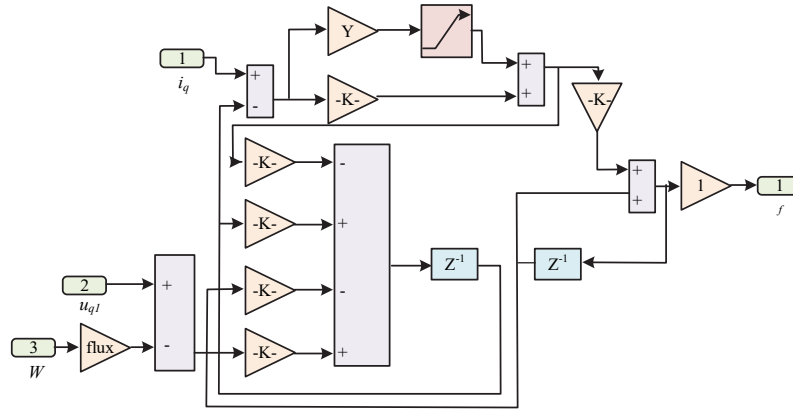 Y
1
i_q
+
-
-K-
+
+
-K-
-K-
-
-K-
+
+
+
1
1
f
2
u_q1
+
-
-K-
-
Z-1
Z-1
3
W
flux
-K-
+